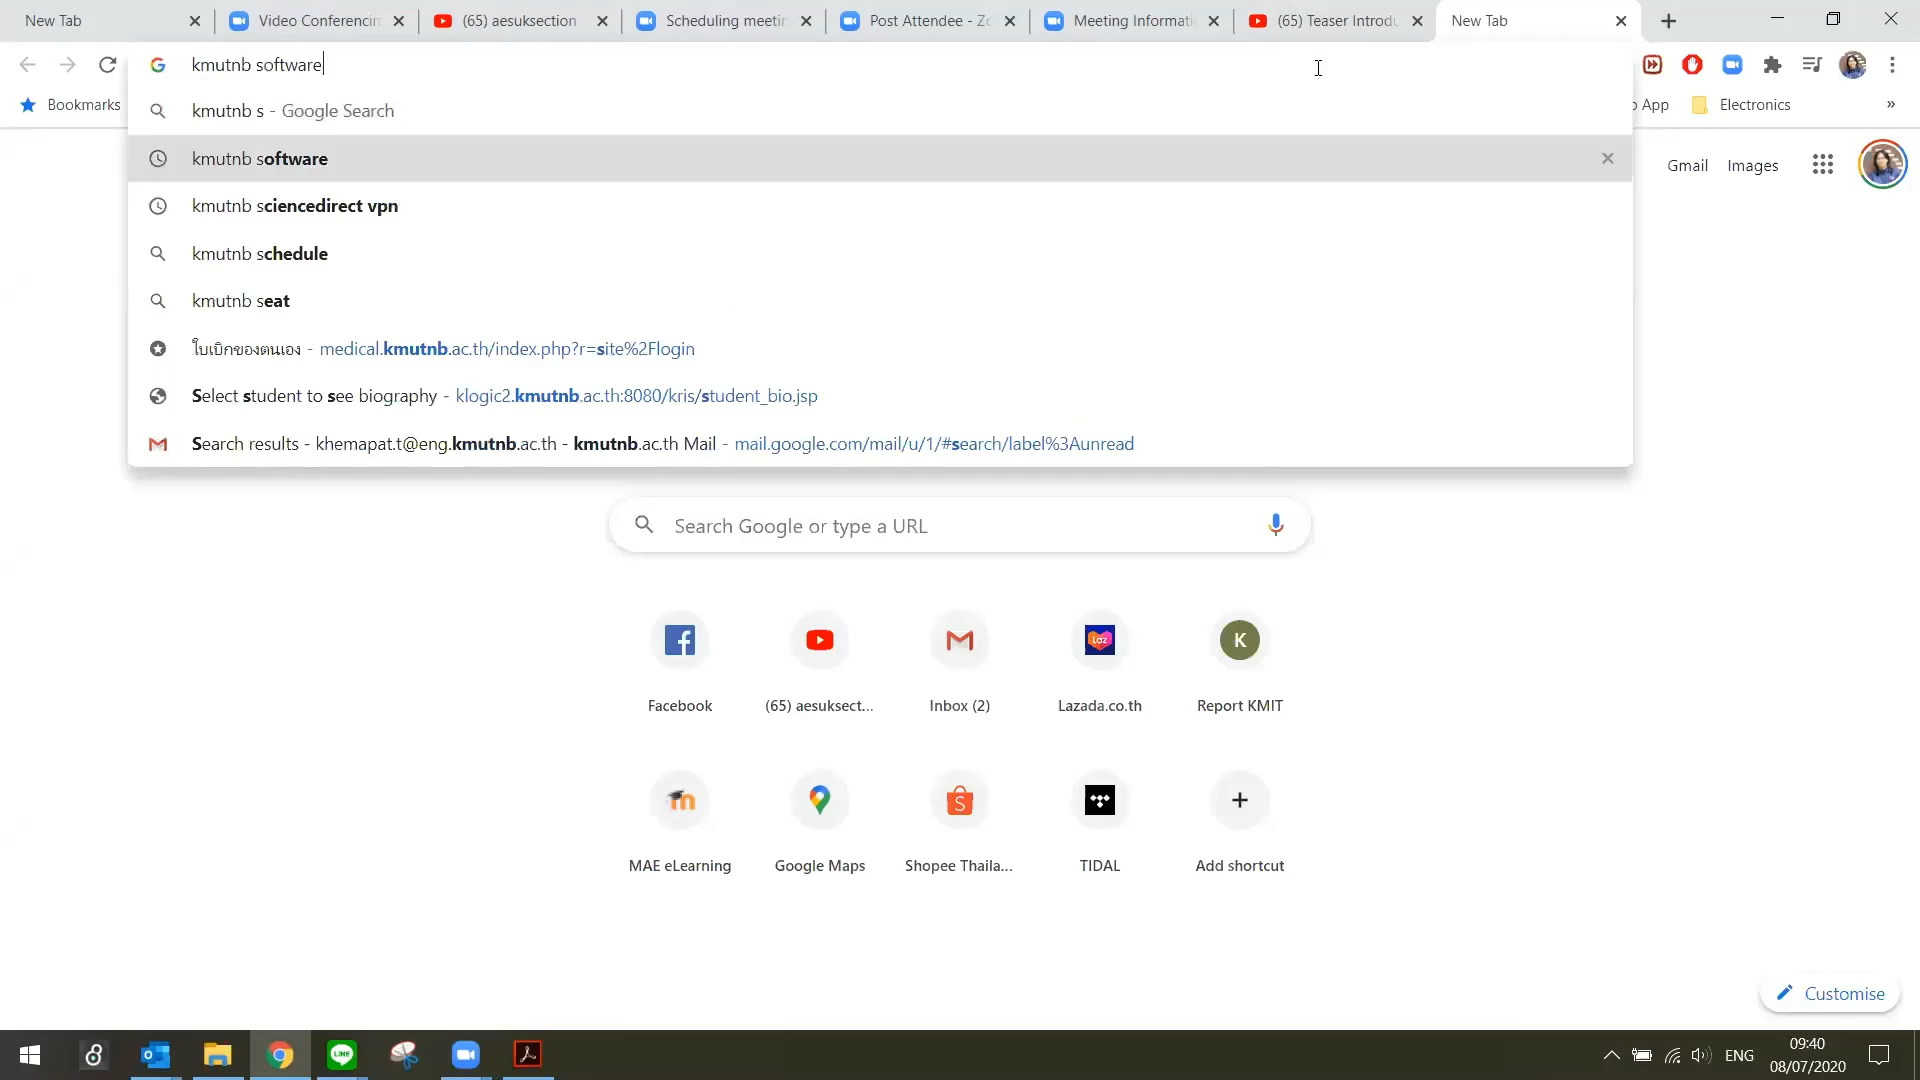 New Tab
Video Conferencin
(65) aesuksection
Scheduling meetin
Post Attendee - Zo
Meeting Informati
(65) Teaser Introdu
New Tab
kmutnb software
Bookmarks
p App
Electronics
»
kmutnb s - Google Search
kmutnb software
kmutnb sciencedirect vpn
kmutnb schedule
kmutnb seat
ใบเบิกของตนเอง - medical.kmutnb.ac.th/index.php?r=site%2Flogin
Select student to see biography - klogic2.kmutnb.ac.th:8080/kris/student_bio.jsp
Search results - khemapat.t@eng.kmutnb.ac.th - kmutnb.ac.th Mail - mail.google.com/mail/u/1/#search/label%3Aunread
Gmail Images
Search Google or type a URL
Facebook
(65) aesuksect...
Inbox (2)
Lazada.co.th
K
Report KMIT
MAE eLearning
Google Maps
Shopee Thaila...
TIDAL
Add shortcut
Customise
ENG
09:40
08/07/2020